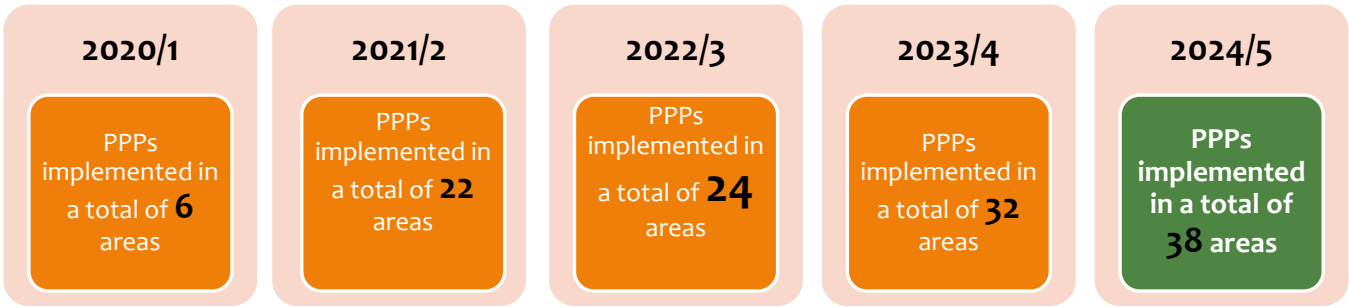 2020/1
PPPs
implemented in
a total of 6
areas
2021/2
PPPs
implemented in
a total of 22
areas
2022/3
PPPs
implemented in
a total of 24
areas
2023/4
PPPs
implemented in
a total of 32
areas
2024/5
PPPs
implemented
in a total of
38 areas